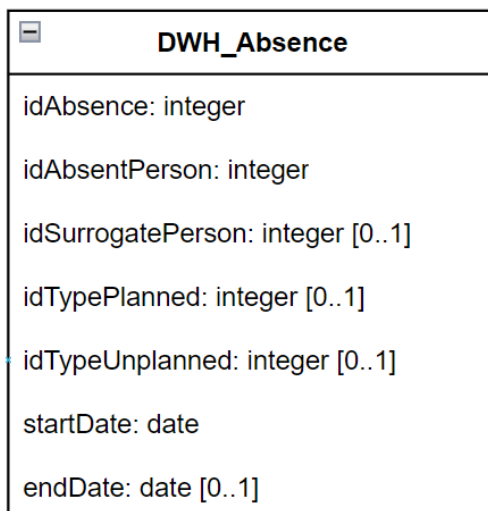 DWH_Absence
idAbsence: integer
idAbsentPerson: integer
idSurrogatePerson: integer [0..1]
idTypePlanned: integer [0..1]
idTypeUnplanned: integer [0..1]
startDate: date
endDate: date [0..1]